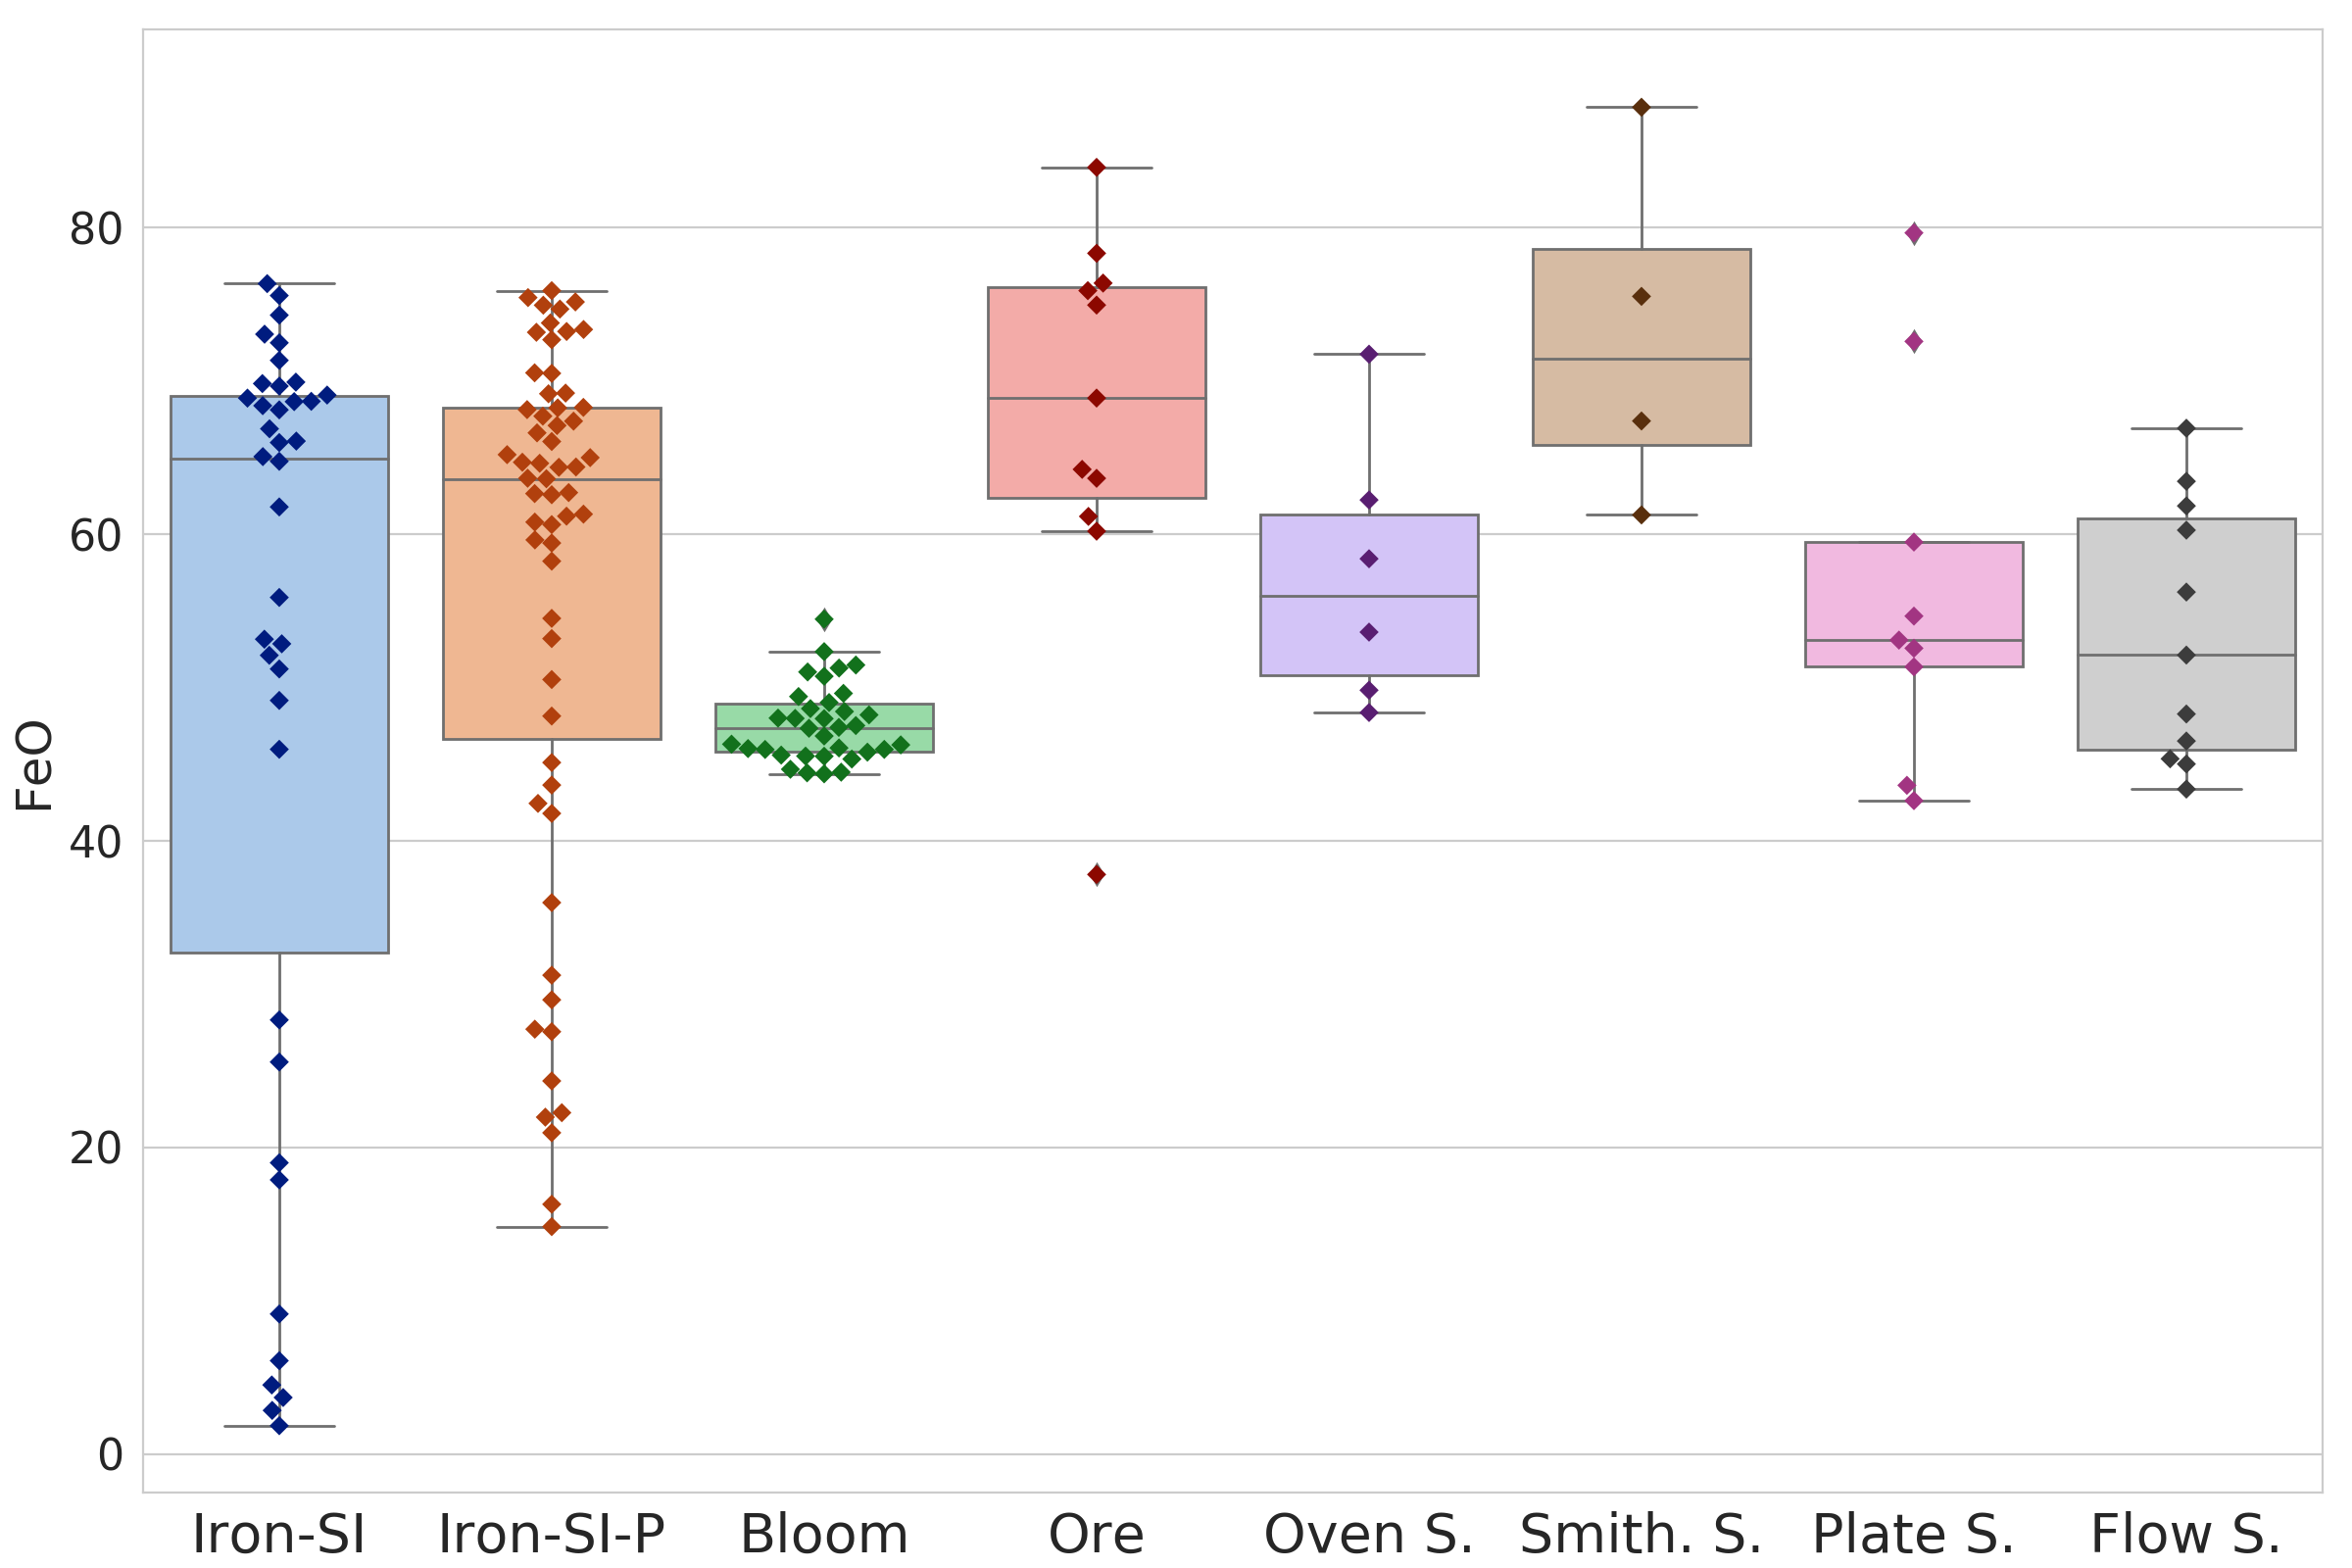 FeO
80
60
40
20
0
Iron-SI Iron-SI-P Bloom Ore Oven S. Smith. S. Plate S. Flow S.